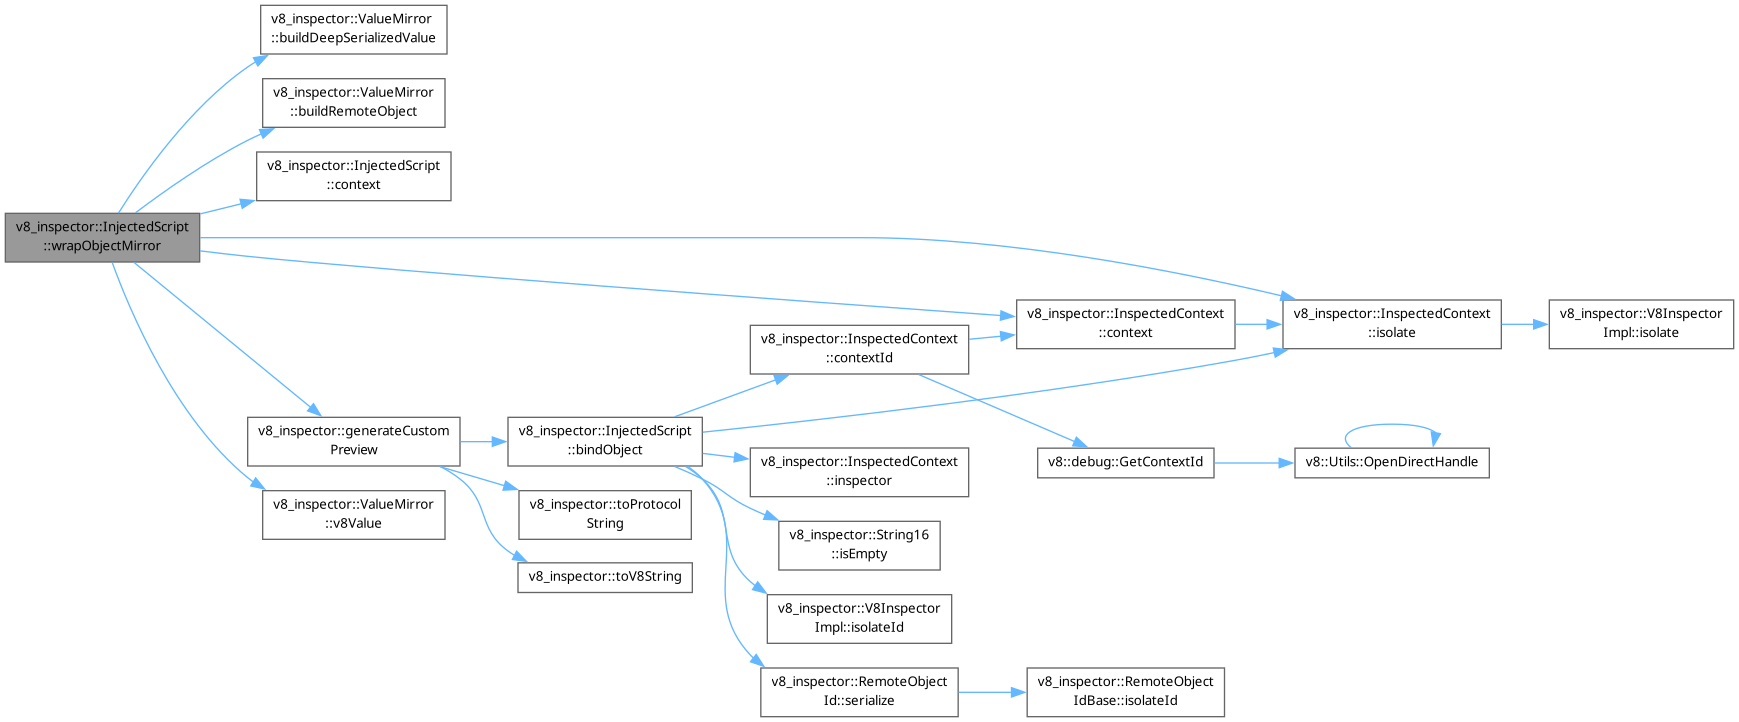 v8_inspector::ValueMirror
::buildDeepSerializedValue
v8_inspector::ValueMirror
::buildRemoteObject
v8_inspector::InjectedScript
::context
v8_inspector::InjectedScript
::wrapObjectMirror
v8_inspector::InspectedContext
::context
v8_inspector::InspectedContext
::isolate
v8_inspector::V8Inspector
Impl::isolate
v8_inspector::InspectedContext
::contextId
v8_inspector::generateCustom
Preview
v8_inspector::InjectedScript
::bindObject
v8_inspector::InspectedContext
::inspector
v8::debug::GetContextId
v8::Utils::OpenDirectHandle
v8_inspector::ValueMirror
::v8Value
v8_inspector::toProtocol
String
v8_inspector::String16
::isEmpty
v8_inspector::toV8String
v8_inspector::V8Inspector
Impl::isolateId
v8_inspector::RemoteObject
Id::serialize
v8_inspector::RemoteObject
IdBase::isolateId